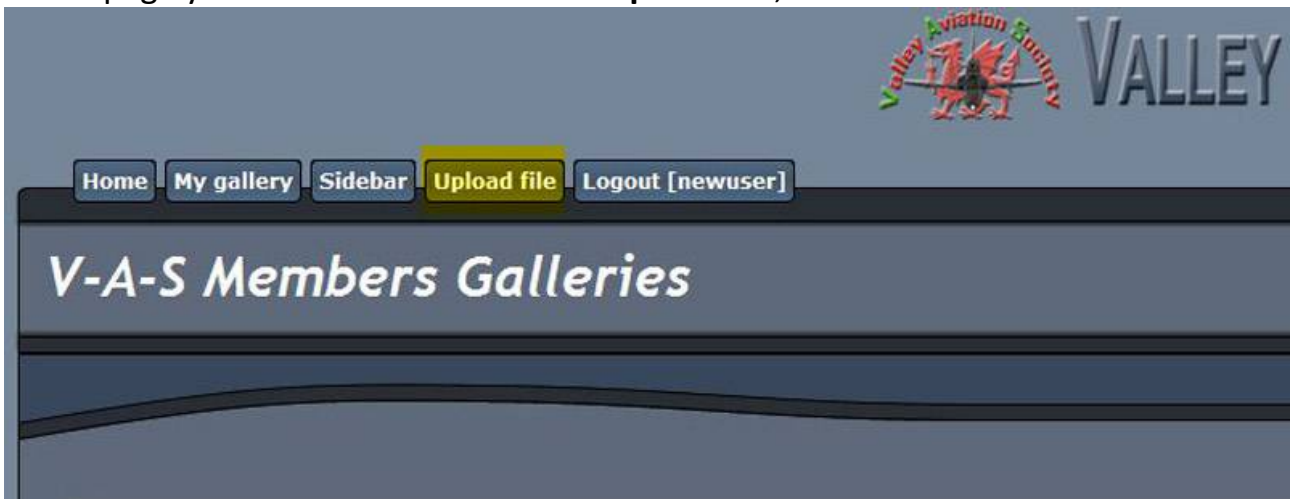 Valley Aviation Society
VALLEY
Home My gallery Sidebar Upload file Logout [newuser]
V-A-S Members Galleries